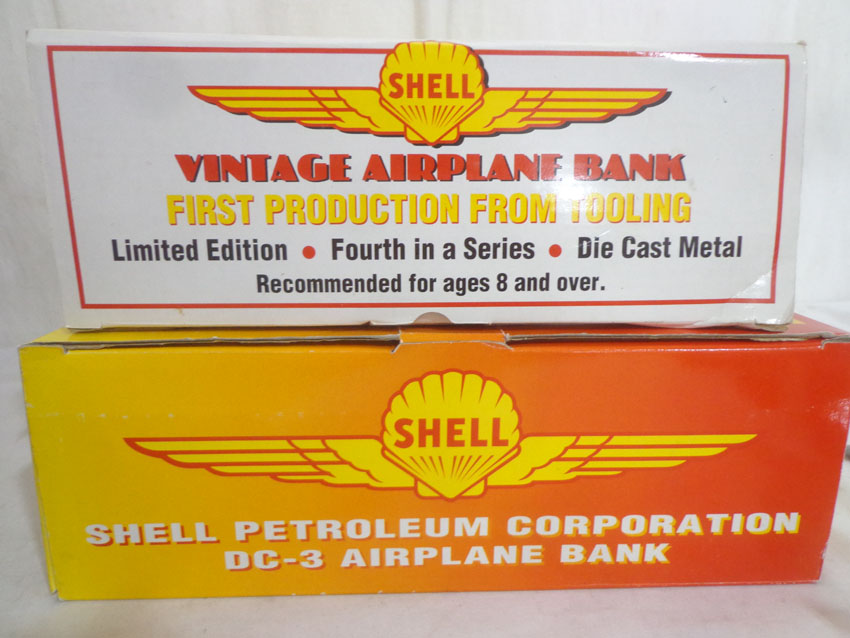 SHELL
VINTAGE AIRPLANE BANK
FIRST PRODUCTION FROM TOOLING
Limited Edition • Fourth in a Series • Die Cast Metal
Recommended for ages 8 and over.
SHELL
SHELL PETROLEUM CORPORATION
DC-3 AIRPLANE BANK